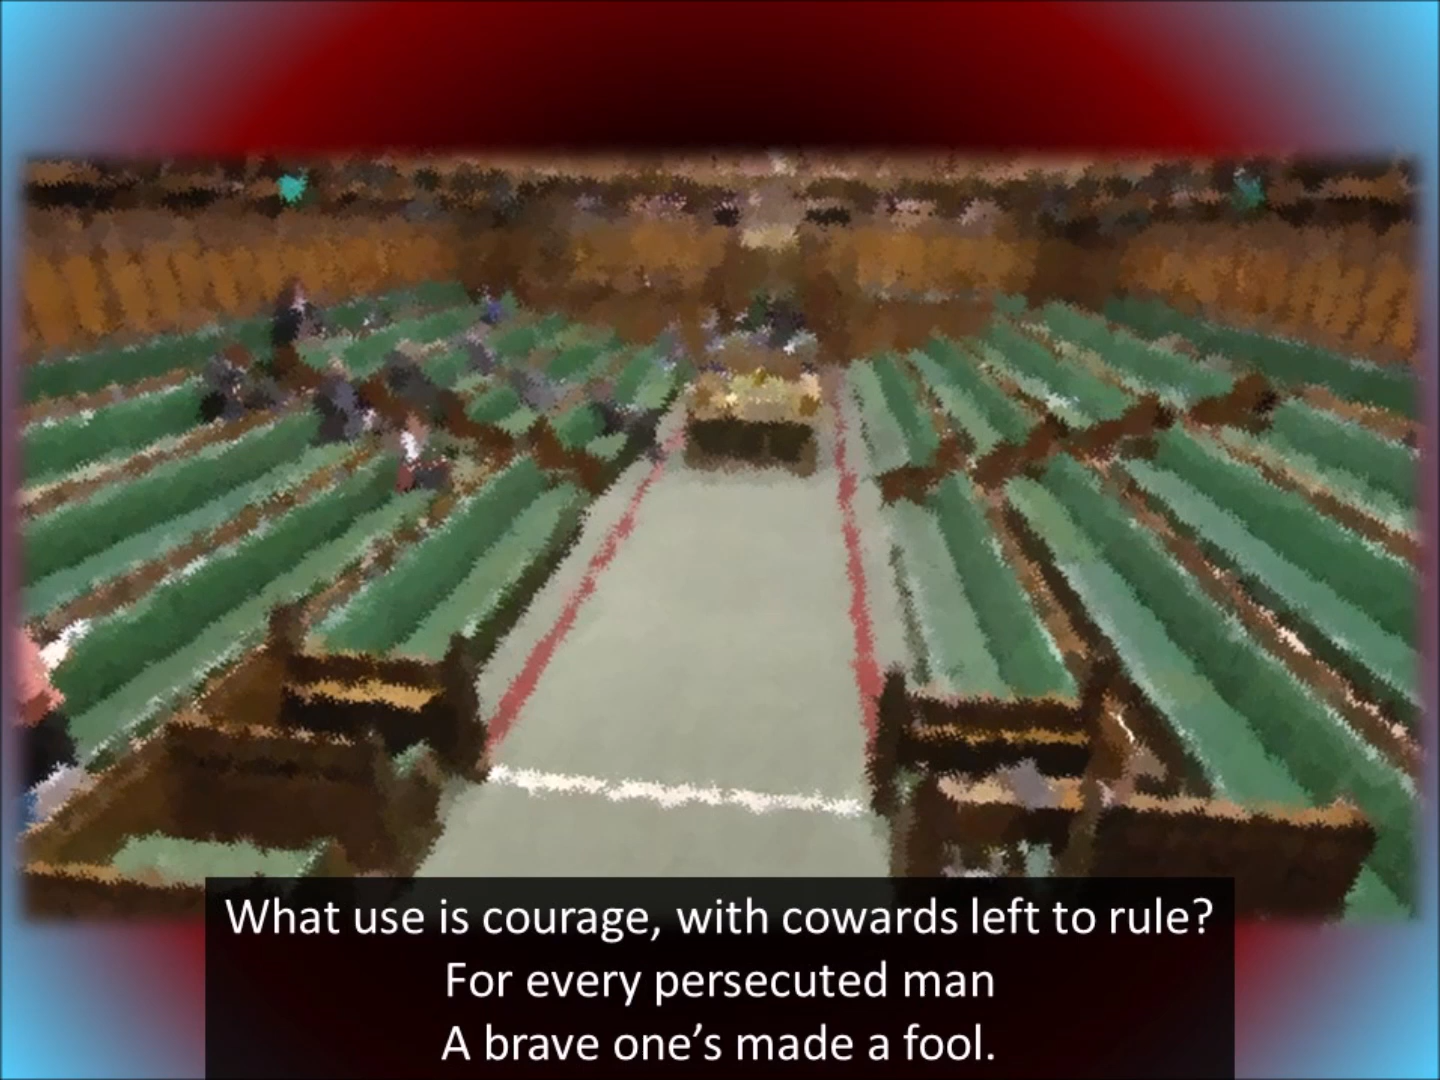 What use is courage, with cowards left to rule?
For every persecuted man
A brave one’s made a fool.